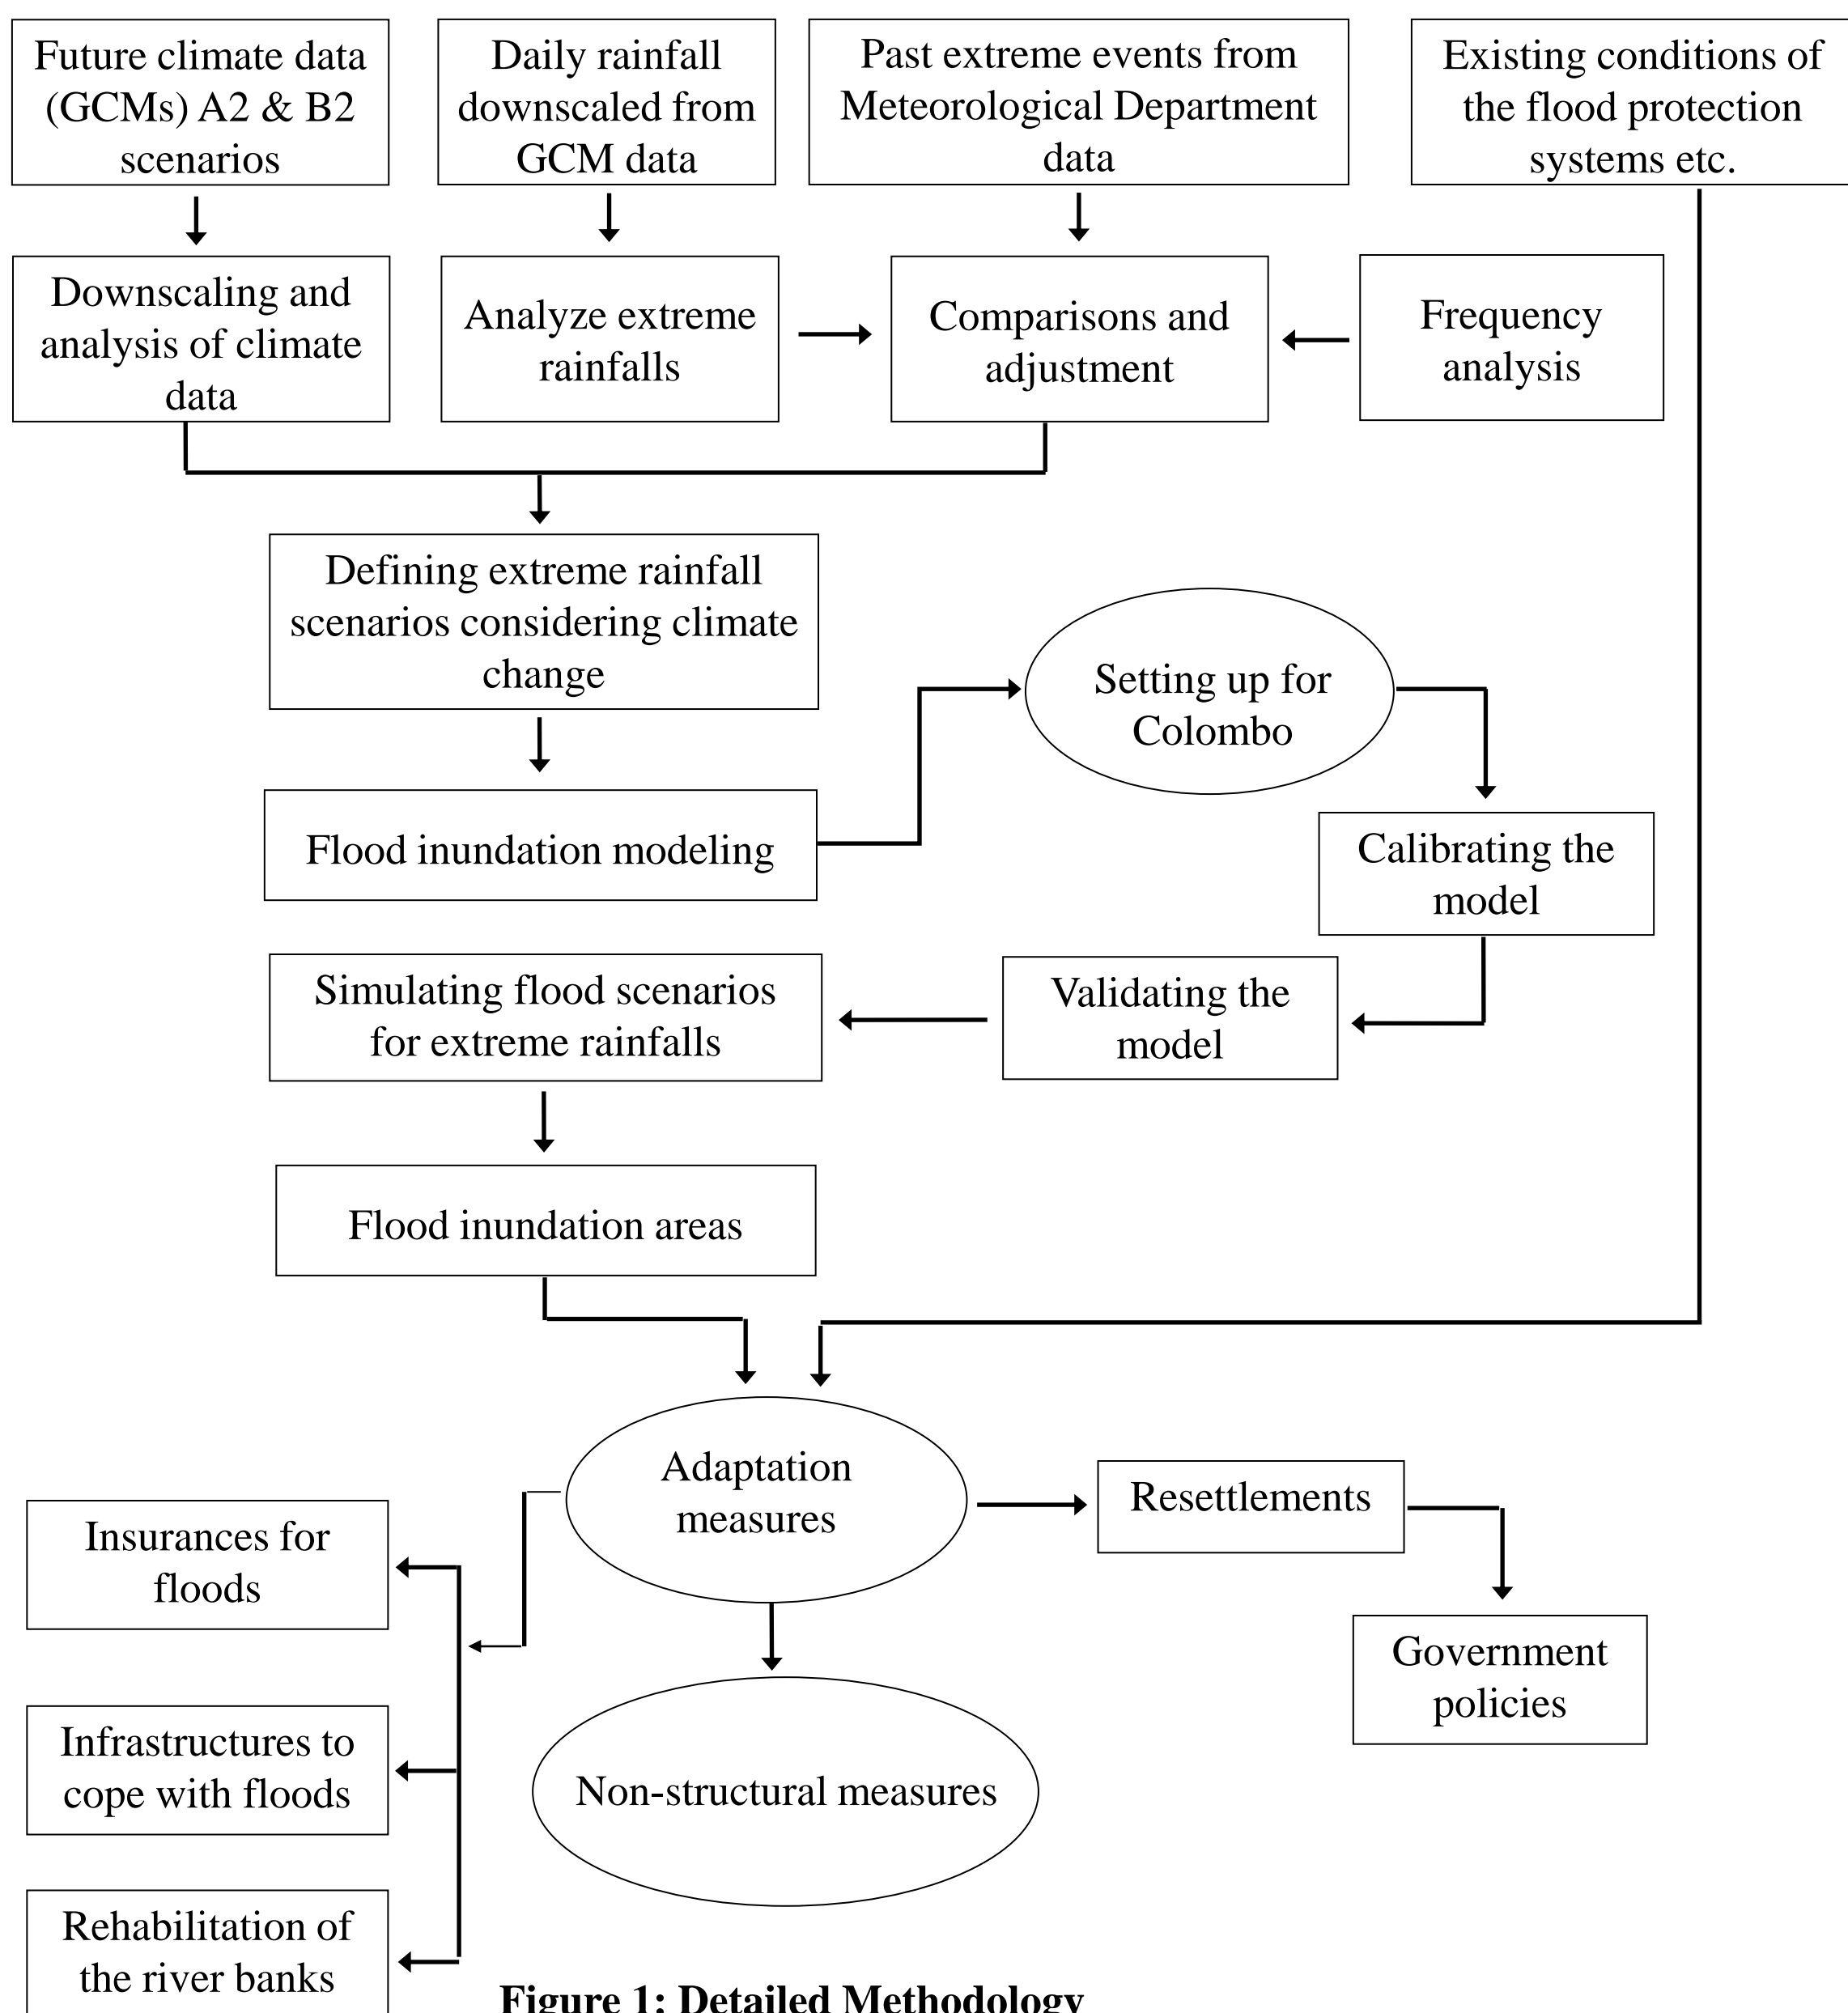 Future climate data
(GCMs) A2 & B2
scenarios
Daily rainfall
downscaled from
GCM data
Past extreme events from
Meteorological Department
data
Existing conditions of
the flood protection
systems etc.
Downscaling and
analysis of climate
data
Analyze extreme
rainfalls
Comparisons and
adjustment
Frequency
analysis
Defining extreme rainfall
scenarios considering climate
change
Setting up for
Colombo
Flood inundation modeling
Calibrating the
model
Simulating flood scenarios
for extreme rainfalls
Validating the
model
Flood inundation areas
Adaptation
measures
Resettlements
Insurances for
floods
Government
policies
Infrastructures to
cope with floods
Non-structural measures
Rehabilitation of
the river banks
Figure 1: Detailed Methodology